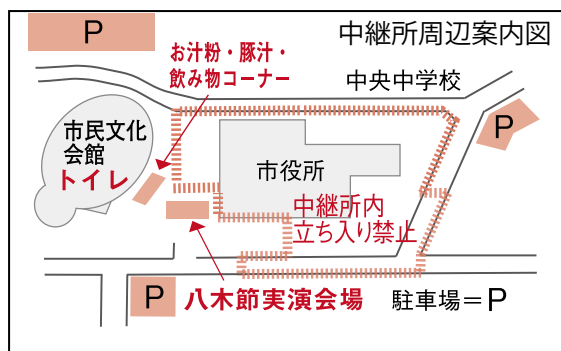 P
中継所周辺案内図
お汁粉・豚汁・
飲み物コーナー
中央中学校
P
市民文化
会館
トイレ
市役所
中継所内
立ち入り禁止
P
八木節実演会場
駐車場＝P